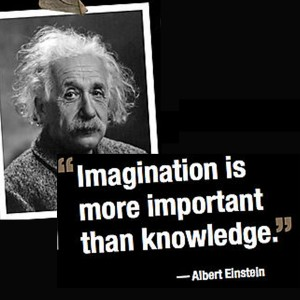 “Imagination is
more important
than knowledge.”
— Albert Einstein